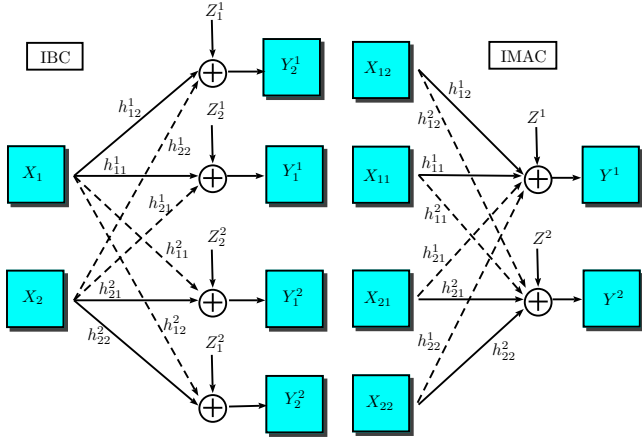 IBC
Z_1^1
Y_2^1
h_{12}^1
Z_2^1
h_{22}^1
X_1
h_{11}^1
Y_1^1
h_{21}^1
h_{11}^2
Z_2^2
X_2
h_{21}^2
Y_1^2
h_{12}^2
h_{22}^2
Z_1^2
Y_2^2
IMAC
X_{12}
h_{12}^1
h_{12}^2
Z^1
X_{11}
h_{11}^1
Y^1
h_{11}^2
h_{21}^1
Z^2
X_{21}
h_{21}^2
Y^2
h_{22}^1
h_{22}^2
X_{22}